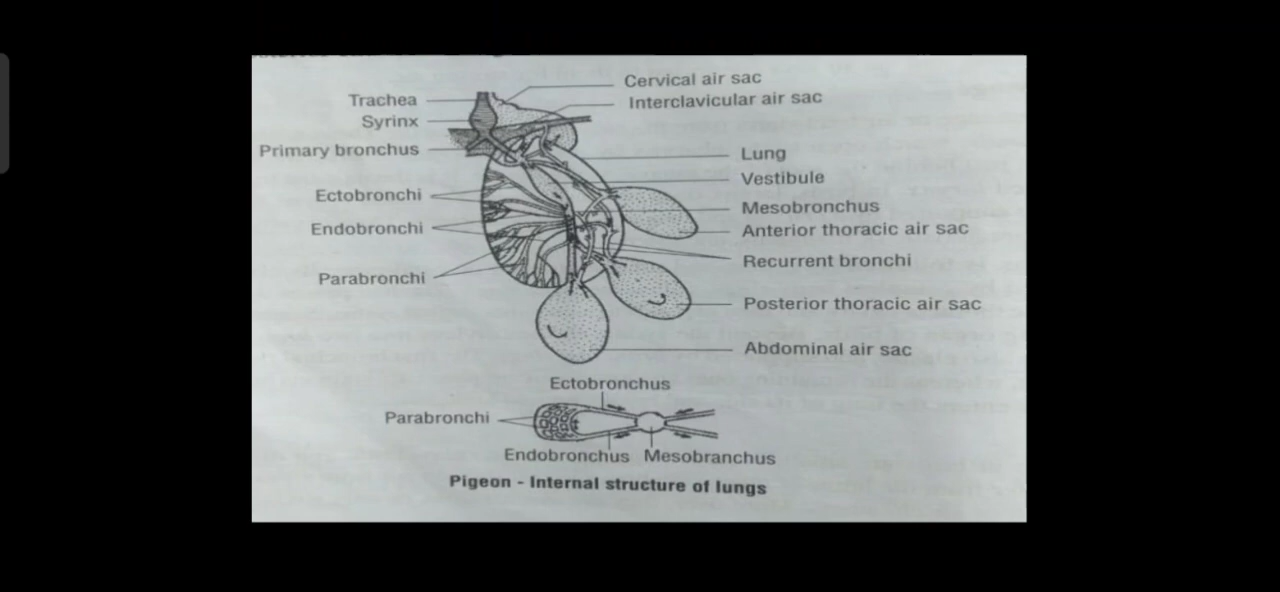 Cervical air sac
Trachea
Interclavicular air sac
Syrinx
Primary bronchus
Lung
Vestibule
Ectobronchi
Mesobronchus
Endobronchi
Anterior thoracic air sac
Recurrent bronchi
Parabronchi
Posterior thoracic air sac
Abdominal air sac
Ectobronchus
Parabronchi
Endobronchus Mesobranchus
Pigeon - Internal structure of lungs